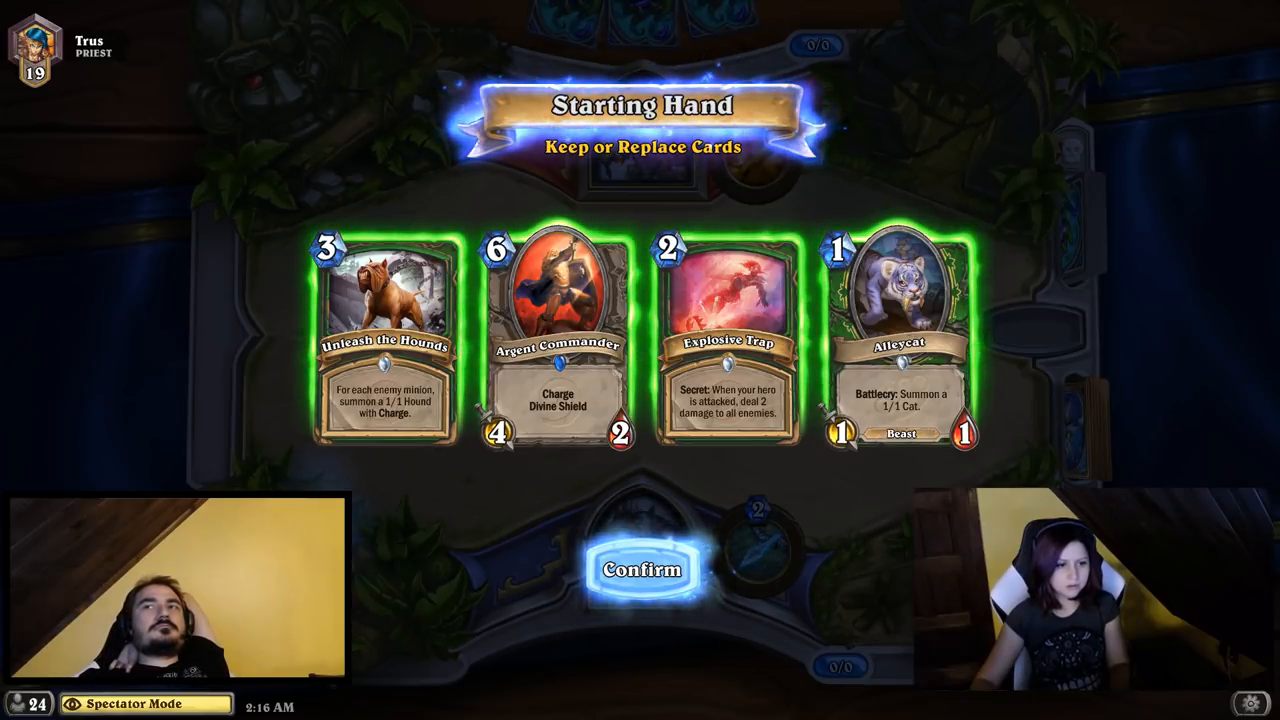 Trus
PRIEST
19
0/0
Starting Hand
Keep or Replace Cards
3
6
2
1
Unleash the Hounds
Argent Commander
Explosive Trap
Alleycat
For each enemy minion,
summon a 1/1 Hound
with Charge.
Charge
Divine Shield
Secret: When your hero
is attacked, deal 2
damage to all enemies.
Battlecry: Summon a
1/1 Cat.
4
2
1
Beast
1
2
Confirm
0/0
24
Spectator Mode
2:16 AM